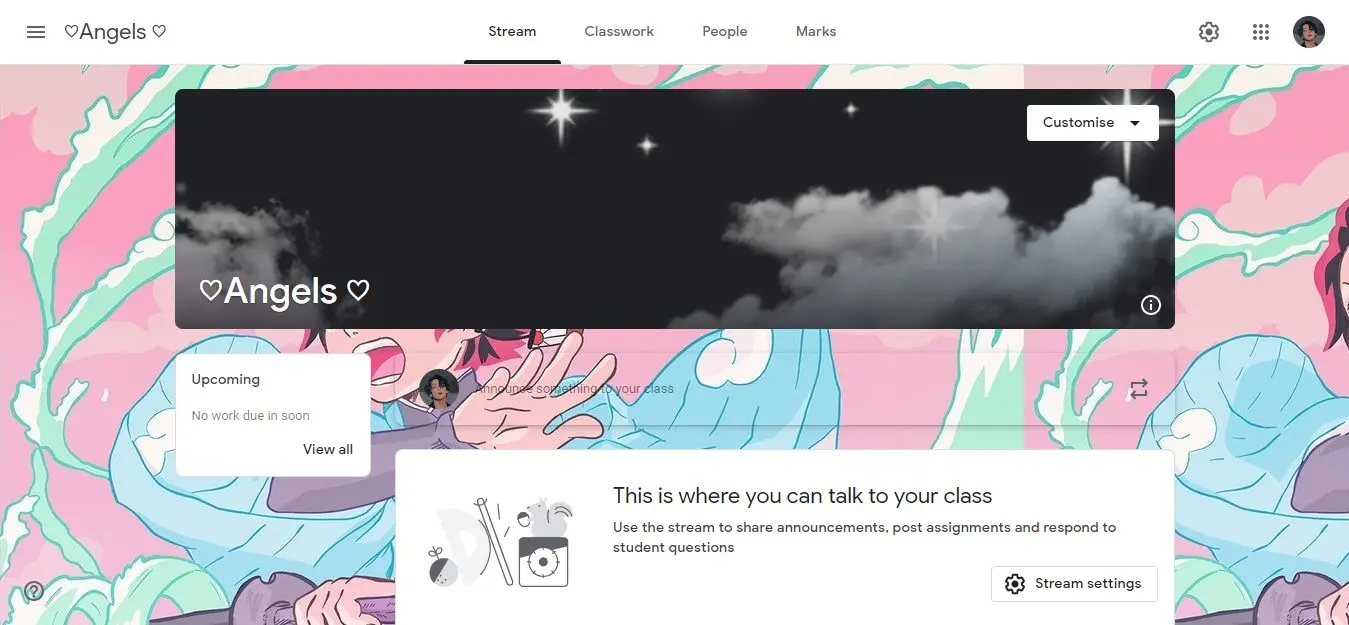 ♡Angels ♡
Stream
Classwork
People
Marks
Customise
♡Angels ♡
Upcoming
No work due in soon
View all
Announce something to your class
This is where you can talk to your class
Use the stream to share announcements, post assignments and respond to
student questions
Stream settings